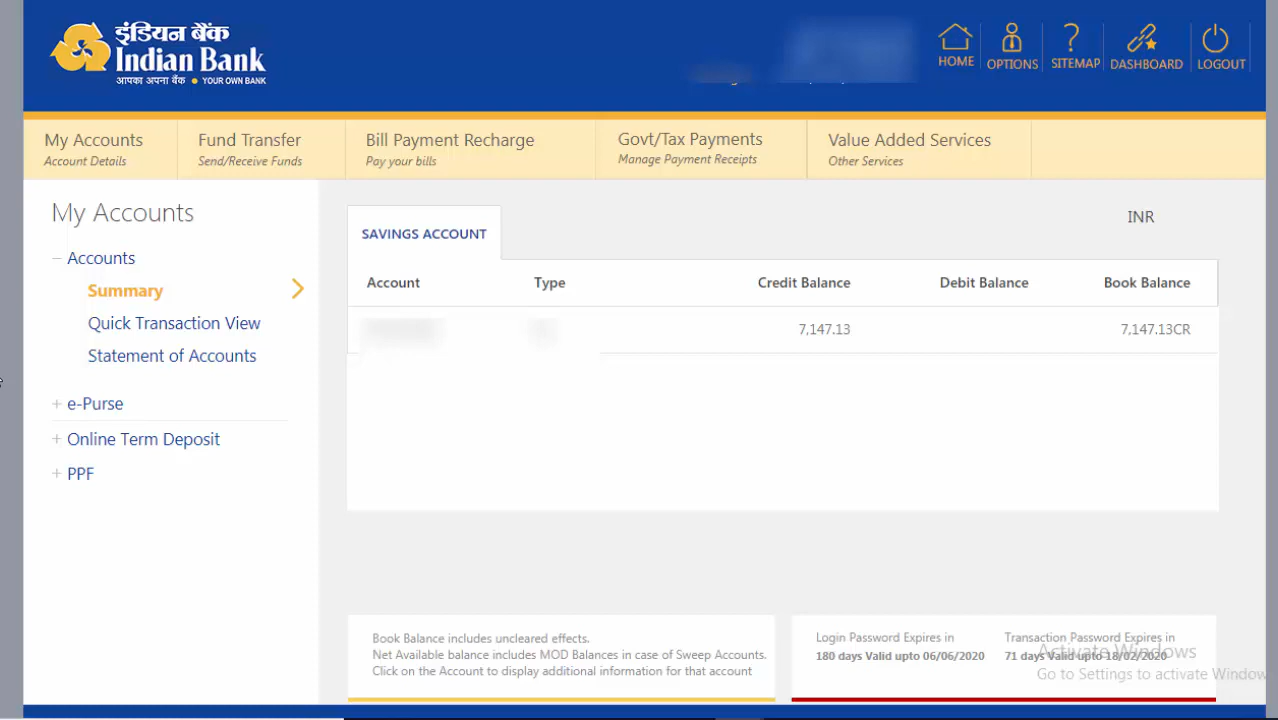 इंडियन बैंक
Indian Bank
आपका अपना बैंक ● YOUR OWN BANK
HOME
OPTIONS
SITEMAP
DASHBOARD
LOGOUT
My Accounts
Account Details
Fund Transfer
Send/Receive Funds
Bill Payment Recharge
Pay your bills
Govt/Tax Payments
Manage Payment Receipts
Value Added Services
Other Services
My Accounts
– Accounts
Summary
Quick Transaction View
Statement of Accounts
+ e-Purse
+ Online Term Deposit
+ PPF
INR
SAVINGS ACCOUNT
Account Type Credit Balance Debit Balance Book Balance
7,147.13 7,147.13CR
Book Balance includes uncleared effects.
Net Available balance includes MOD Balances in case of Sweep Accounts.
Click on the Account to display additional information for that account
Login Password Expires in
180 days Valid upto 06/06/2020
Transaction Password Expires in
71 days Valid upto 18/02/2020
Activate Windows
Go to Settings to activate Window